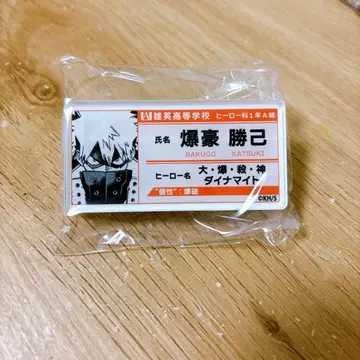 雄英高等学校 ヒーロー科1年A組
氏名 爆豪 勝己
BAKUGO KATSUKI
ヒーロー名 大・爆・殺・神
ダイナマイト
"個性":爆破
©KH/S